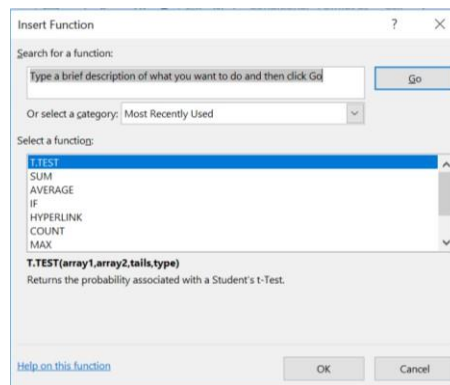 Insert Function
?
Search for a function:
Type a brief description of what you want to do and then click Go
Go
Or select a category: Most Recently Used
Select a function:
T.TEST
SUM
AVERAGE
IF
HYPERLINK
COUNT
MAX
T.TEST(array1,array2,tails,type)
Returns the probability associated with a Student's t-Test.
Help on this function
OK
Cancel